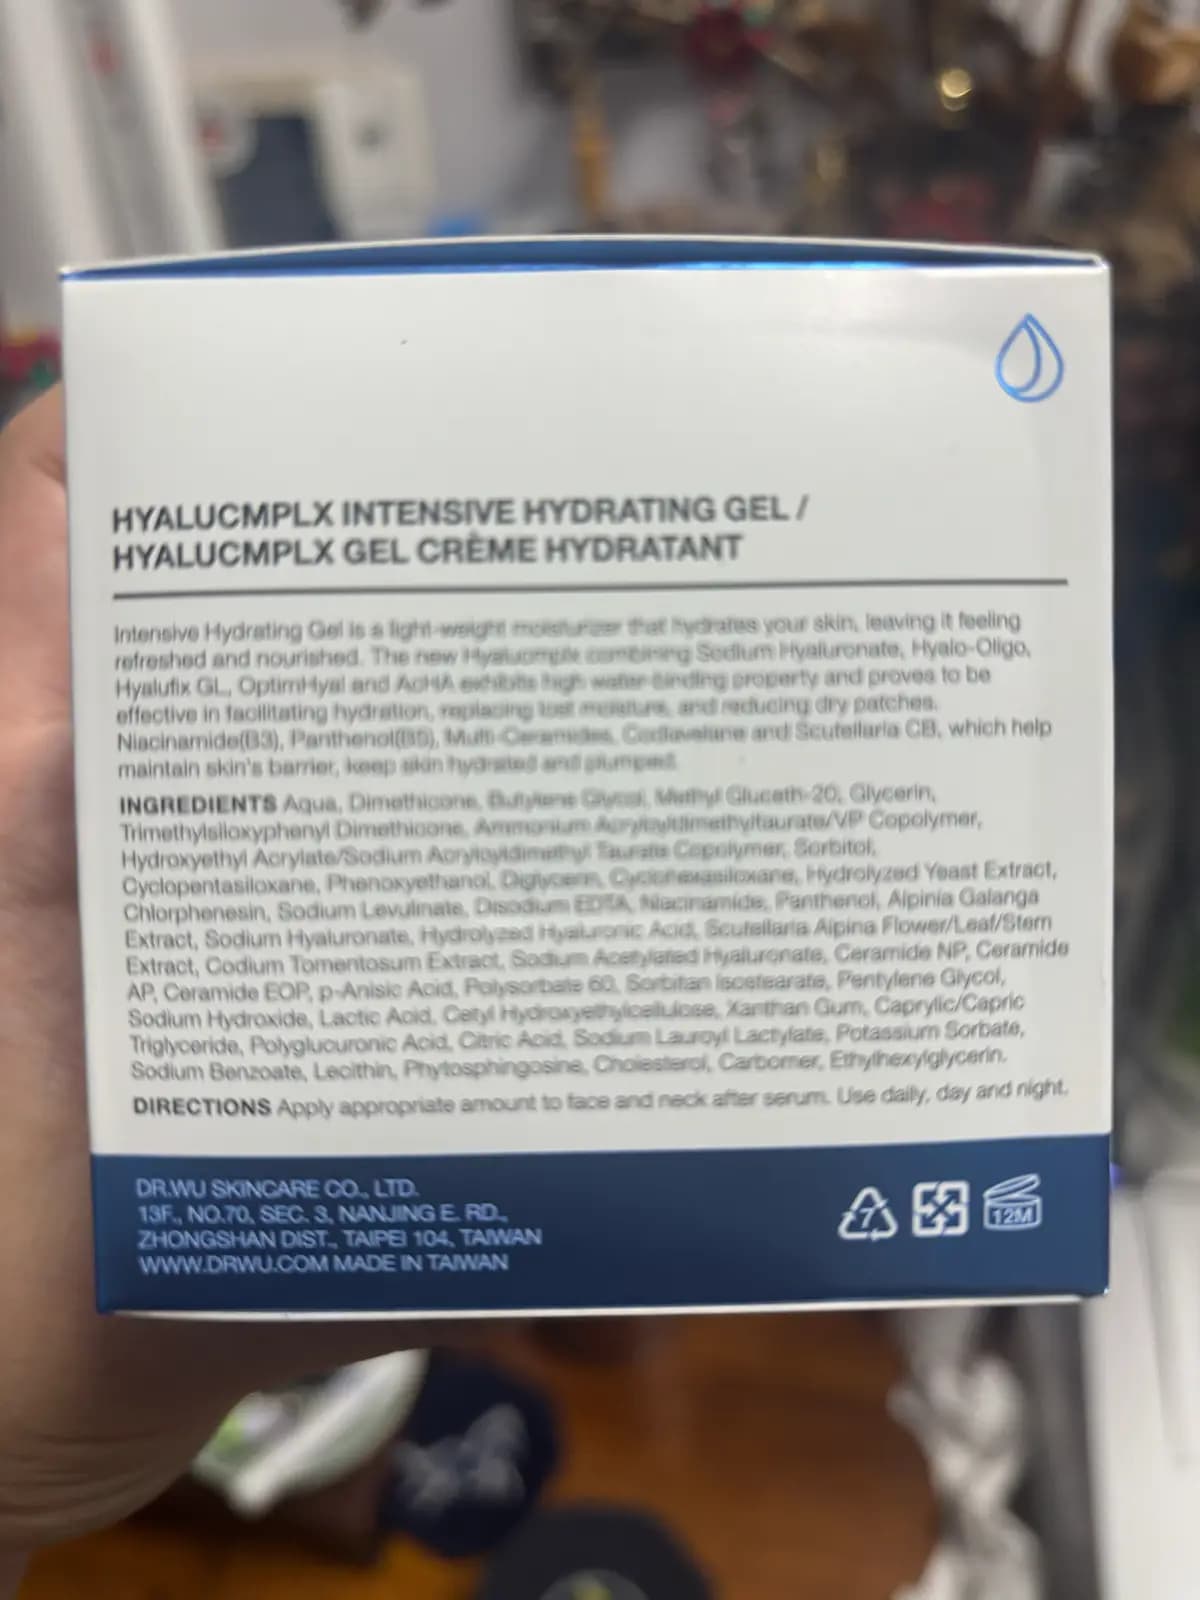 HYALUCMPLX INTENSIVE HYDRATING GEL /
HYALUCMPLX GEL CRÈME HYDRATANT
Intensive Hydrating Gel is a light-weight moisturizer that hydrates your skin, leaving it feeling
refreshed and nourished. The new Hyalucmplx combining Sodium Hyaluronate, Hyalo-Oligo,
Hyalufix GL, OptimHyal and AcHA exhibits high water-binding property and proves to be
effective in facilitating hydration, replacing lost moisture, and reducing dry patches.
Niacinamide(B3), Panthenol(B5), Multi-Ceramides, Codiavelane and Scutellaria CB, which help
maintain skin's barrier, keep skin hydrated and plumped.
INGREDIENTS Aqua, Dimethicone, Butylene Glycol, Methyl Gluceth-20, Glycerin,
Trimethylsiloxyphenyl Dimethicone, Ammonium Acryloyldimethyltaurate/VP Copolymer,
Hydroxyethyl Acrylate/Sodium Acryloyldimethyl Taurate Copolymer, Sorbitol,
Cyclopentasiloxane, Phenoxyethanol, Diglycerin, Cyclohexasiloxane, Hydrolyzed Yeast Extract,
Chlorphenesin, Sodium Levulinate, Disodium EDTA, Niacinamide, Panthenol, Alpinia Galanga
Extract, Sodium Hyaluronate, Hydrolyzed Hyaluronic Acid, Scutellaria Alpina Flower/Leaf/Stem
Extract, Codium Tomentosum Extract, Sodium Acetylated Hyaluronate, Ceramide NP, Ceramide
AP, Ceramide EOP, p-Anisic Acid, Polysorbate 60, Sorbitan Isostearate, Pentylene Glycol,
Sodium Hydroxide, Lactic Acid, Cetyl Hydroxyethylcellulose, Xanthan Gum, Caprylic/Capric
Triglyceride, Polyglucuronic Acid, Citric Acid, Sodium Lauroyl Lactylate, Potassium Sorbate,
Sodium Benzoate, Lecithin, Phytosphingosine, Cholesterol, Carbomer, Ethylhexylglycerin.
DIRECTIONS Apply appropriate amount to face and neck after serum. Use daily, day and night.
DR.WU SKINCARE CO., LTD.
13F., NO.70, SEC. 3, NANJING E. RD.,
ZHONGSHAN DIST., TAIPEI 104, TAIWAN
WWW.DRWU.COM MADE IN TAIWAN
7
12M